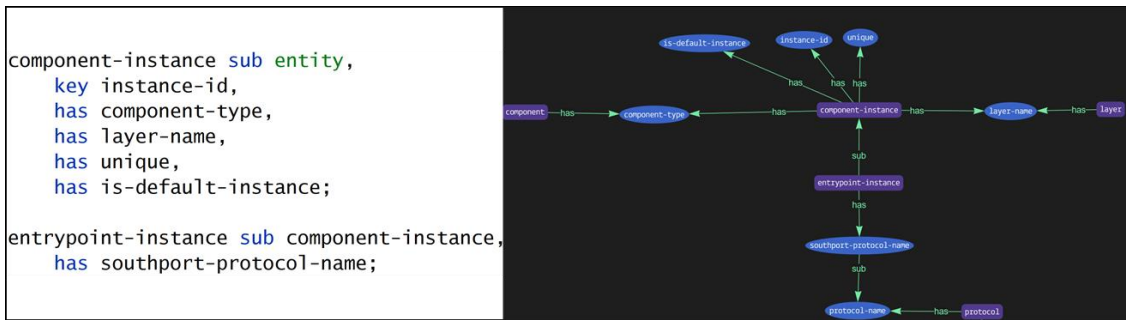 component-instance sub entity,
key instance-id,
has component-type,
has layer-name,
has unique,
has is-default-instance;
entrypoint-instance sub component-instance,
has southport-protocol-name;
is-default-instance
instance-id
unique
has
has
has
component
has
component-type
has
component-instance
has
layer-name
has
layer
sub
entrypoint-instance
has
southport-protocol-name
sub
protocol-name
has
protocol